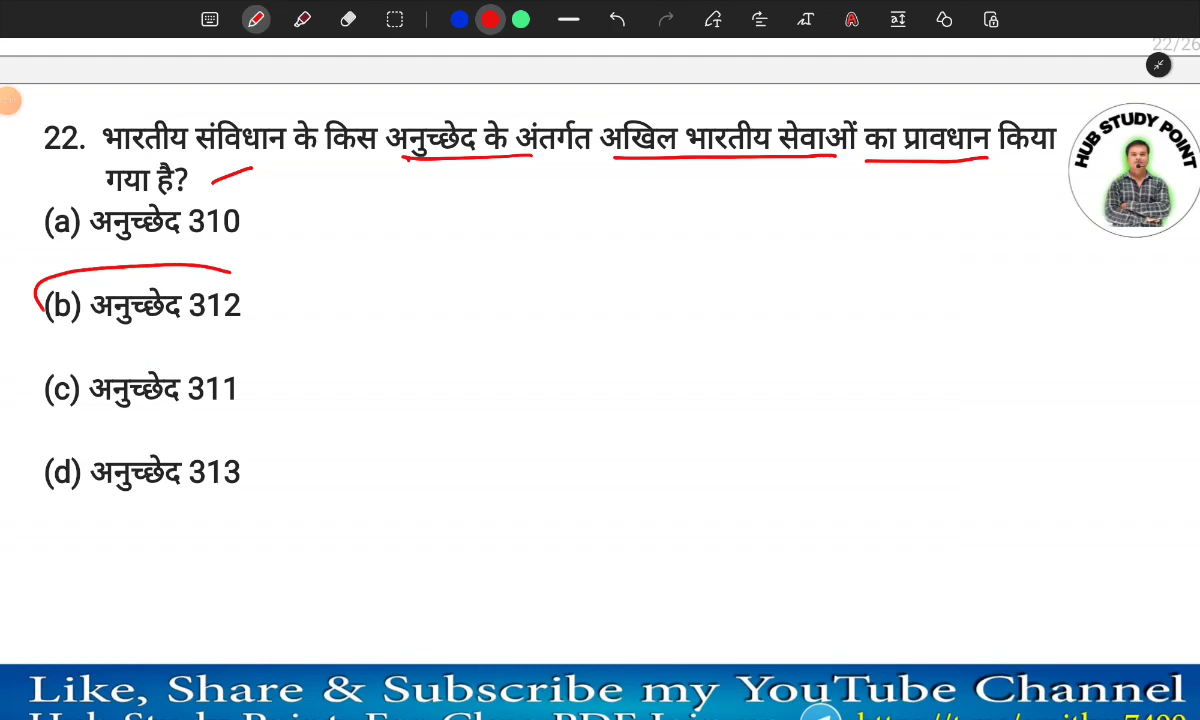 22/26
22. भारतीय संविधान के किस अनुच्छेद के अंतर्गत अखिल भारतीय सेवाओं का प्रावधान किया
गया है?
HUB STUDY POINT
(a) अनुच्छेद 310
(b) अनुच्छेद 312
(c) अनुच्छेद 311
(d) अनुच्छेद 313
Like, Share & Subscribe my YouTube Channel